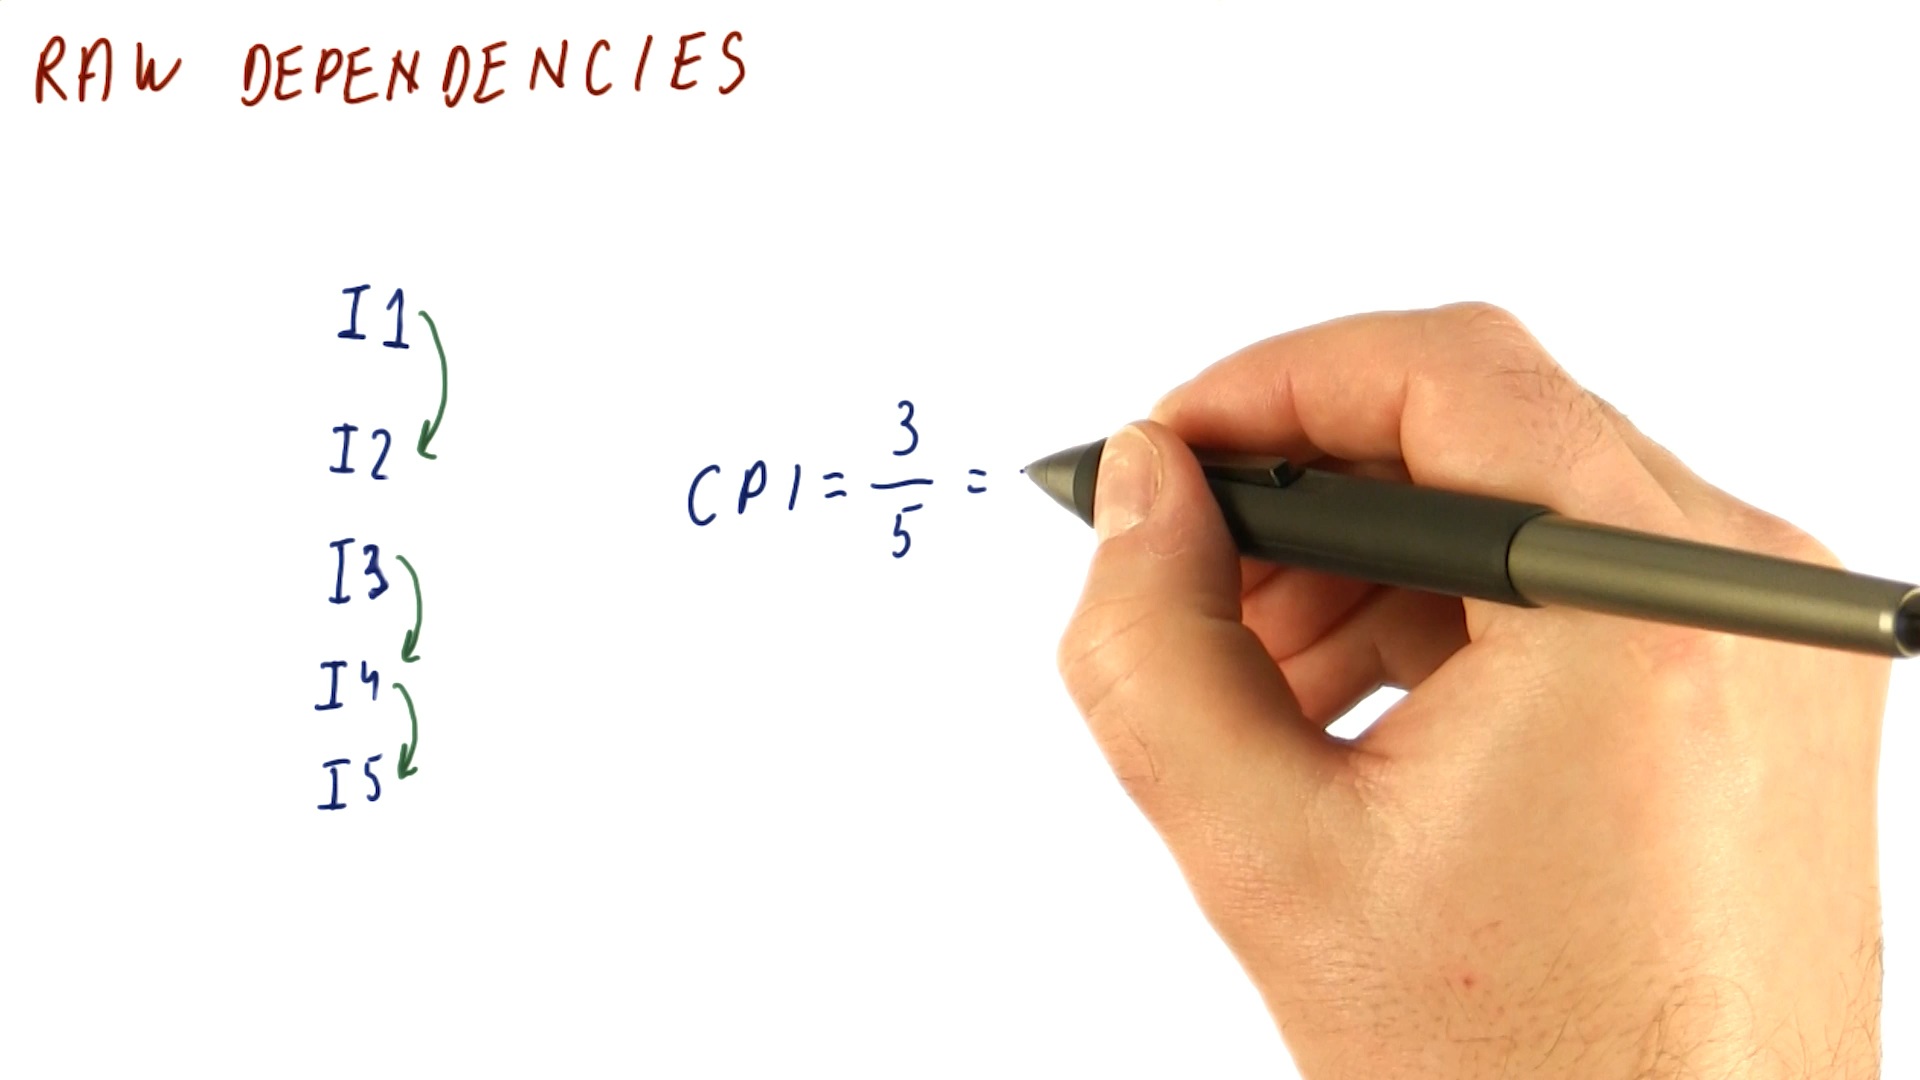 RAW DEPENDENCIES
I1
I2
I3
I4
I5
CPI = 3/5 =